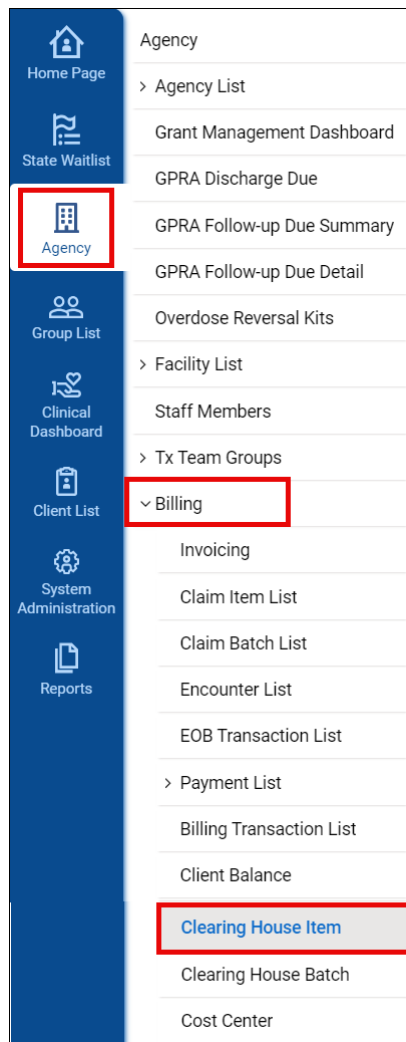 Home Page
State Waitlist
Agency
Group List
Clinical
Dashboard
Client List
System
Administration
Reports
Agency
Agency List
Grant Management Dashboard
GPRA Discharge Due
GPRA Follow-up Due Summary
GPRA Follow-up Due Detail
Overdose Reversal Kits
Facility List
Staff Members
Tx Team Groups
Billing
Invoicing
Claim Item List
Claim Batch List
Encounter List
EOB Transaction List
Payment List
Billing Transaction List
Client Balance
Clearing House Item
Clearing House Batch
Cost Center